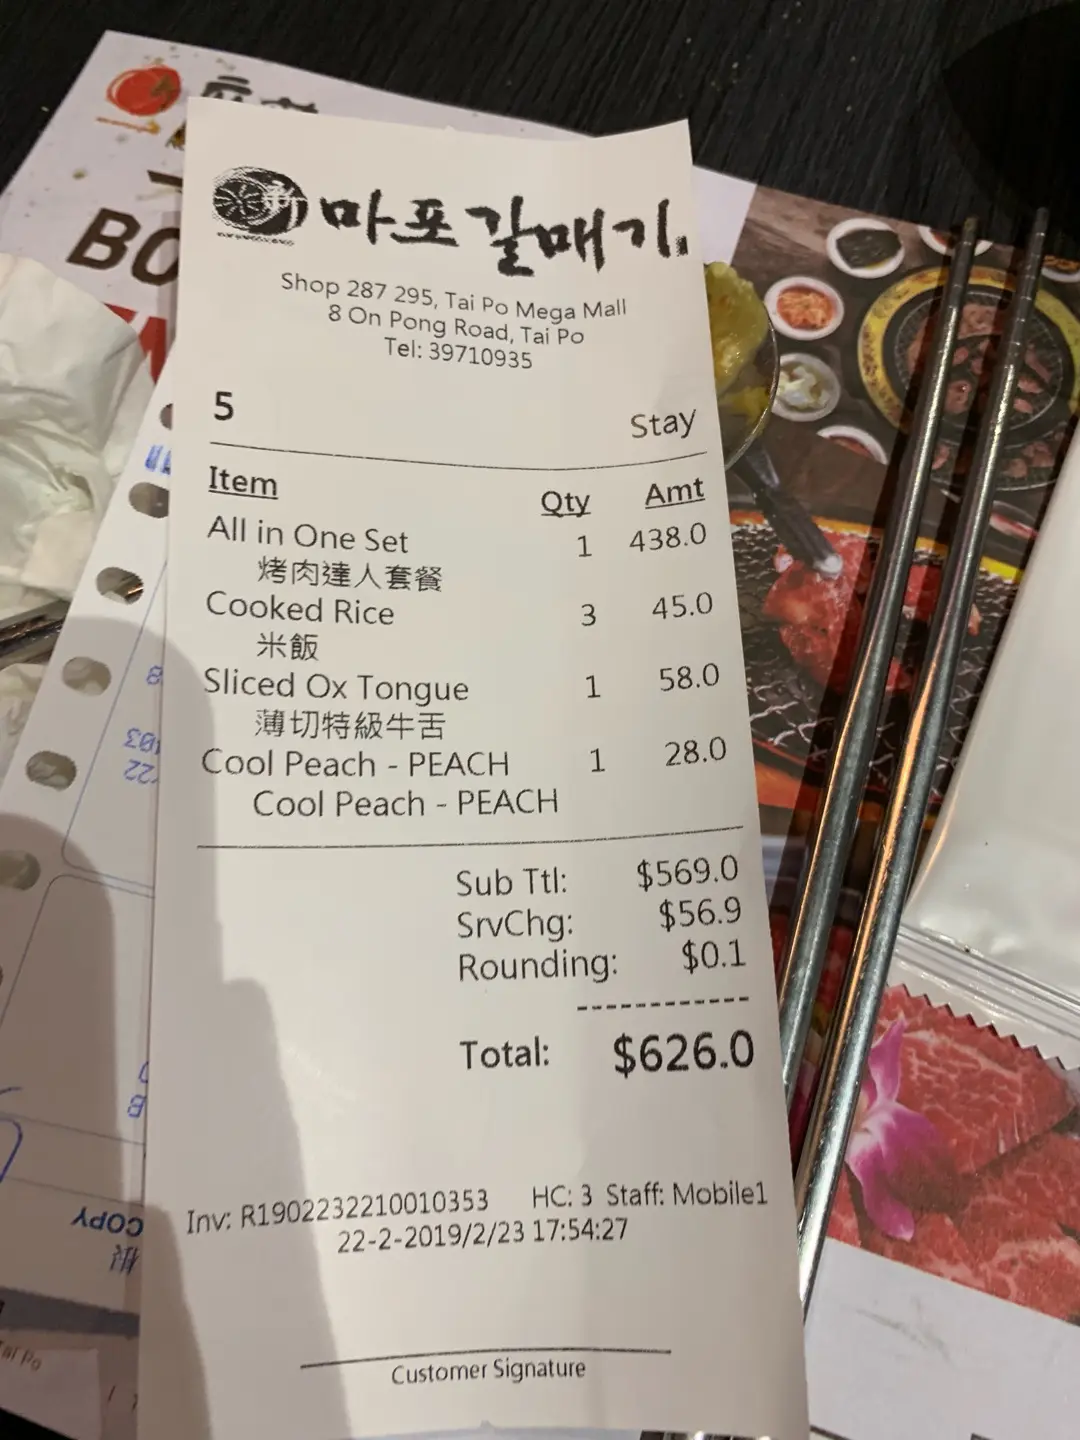 BO
新 마포갈매기
Shop 287 295, Tai Po Mega Mall
8 On Pong Road, Tai Po
Tel: 39710935
5 Stay
Item Qty Amt
All in One Set 1 438.0
烤肉達人套餐
Cooked Rice 3 45.0
米飯
Sliced Ox Tongue 1 58.0
薄切特級牛舌
Cool Peach - PEACH 1 28.0
Cool Peach - PEACH
Sub Ttl: $569.0
SrvChg: $56.9
Rounding: $0.1
Total: $626.0
Inv: R1902232210010353 HC: 3 Staff: Mobile1
22-2-2019/2/23 17:54:27
Customer Signature
COPY